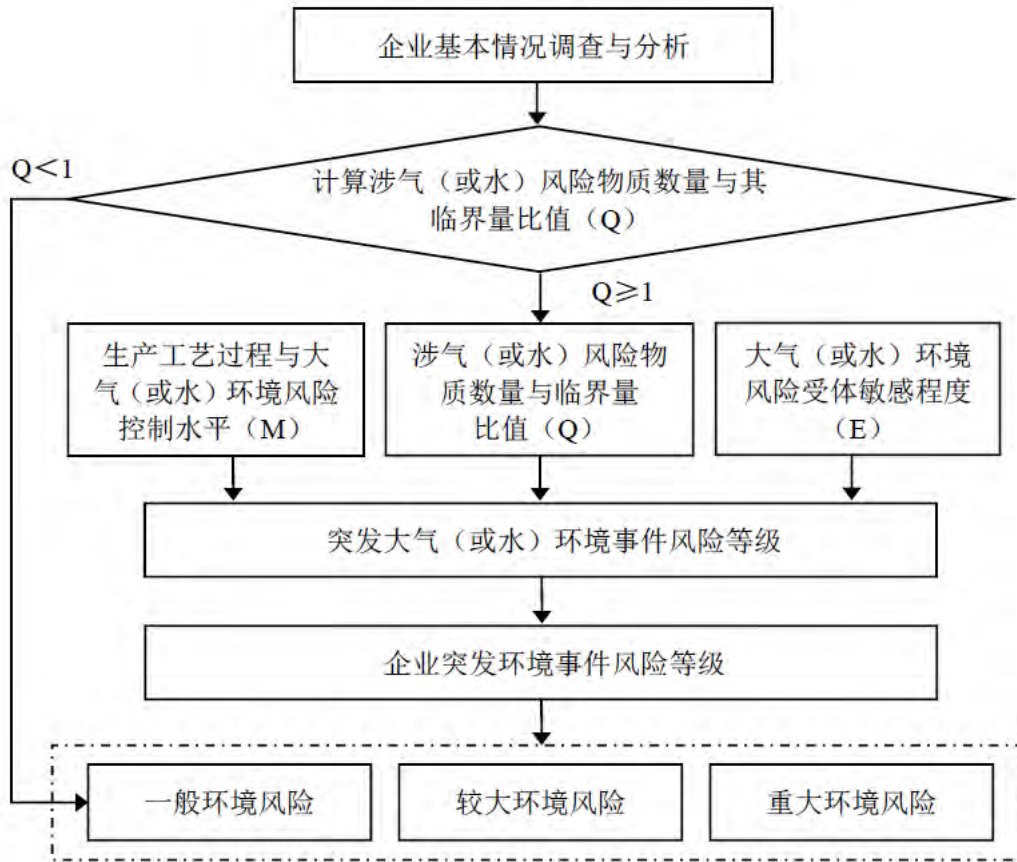 企业基本情况调查与分析
Q＜1
计算涉气（或水）风险物质数量与其
临界量比值（Q）
Q≥1
生产工艺过程与大
气（或水）环境风险
控制水平（M）
涉气（或水）风险物
质数量与临界量
比值（Q）
大气（或水）环境
风险受体敏感程度
（E）
突发大气（或水）环境事件风险等级
企业突发环境事件风险等级
一般环境风险
较大环境风险
重大环境风险